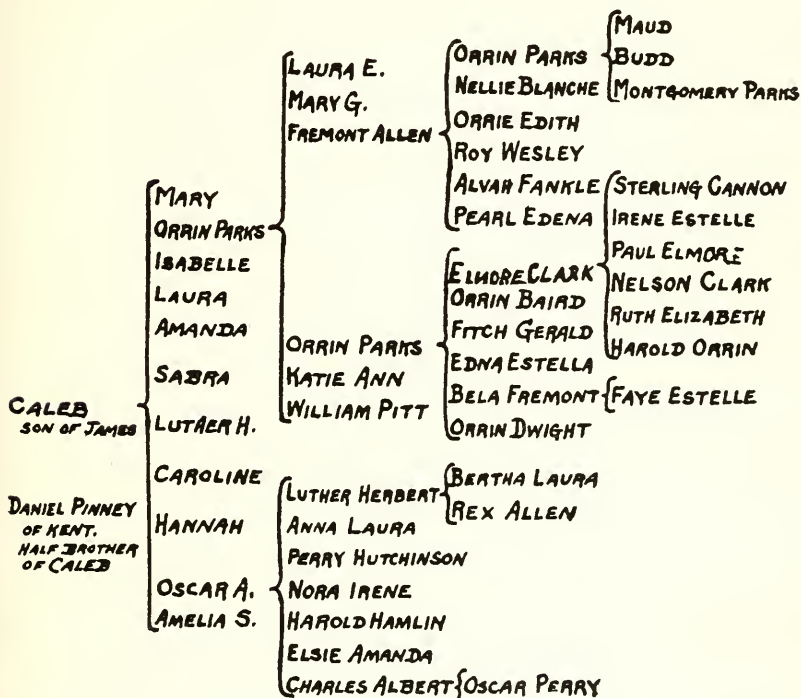 CALEB
SON OF JAMES
DANIEL PINNEY
OF KENT.
HALF BROTHER
OF CALEB
MARY
ORRIN PARKS
ISABELLE
LAURA
AMANDA
SABRA
LUTHER H.
CAROLINE
HANNAH
OSCAR A.
AMELIA S.
LAURA E.
MARY G.
FREMONT ALLEN
ORRIN PARKS
KATIE ANN
WILLIAM PITT
LUTHER HERBERT
ANNA LAURA
PERRY HUTCHINSON
NORA IRENE
HAROLD HAMLIN
ELSIE AMANDA
CHARLES ALBERT
ORRIN PARKS
NELLIE BLANCHE
ORRIE EDITH
ROY WESLEY
ALVAH FANKLE
PEARL EDENA
ELMORE CLARK
ORRIN BAIRD
FITCH GERALD
EDNA ESTELLA
BELA FREMONT
ORRIN DWIGHT
BERTHA LAURA
REX ALLEN
OSCAR PERRY
MAUD
BUDD
MONTGOMERY PARKS
STERLING CANNON
IRENE ESTELLE
PAUL ELMORE
NELSON CLARK
RUTH ELIZABETH
HAROLD ORRIN
FAYE ESTELLE